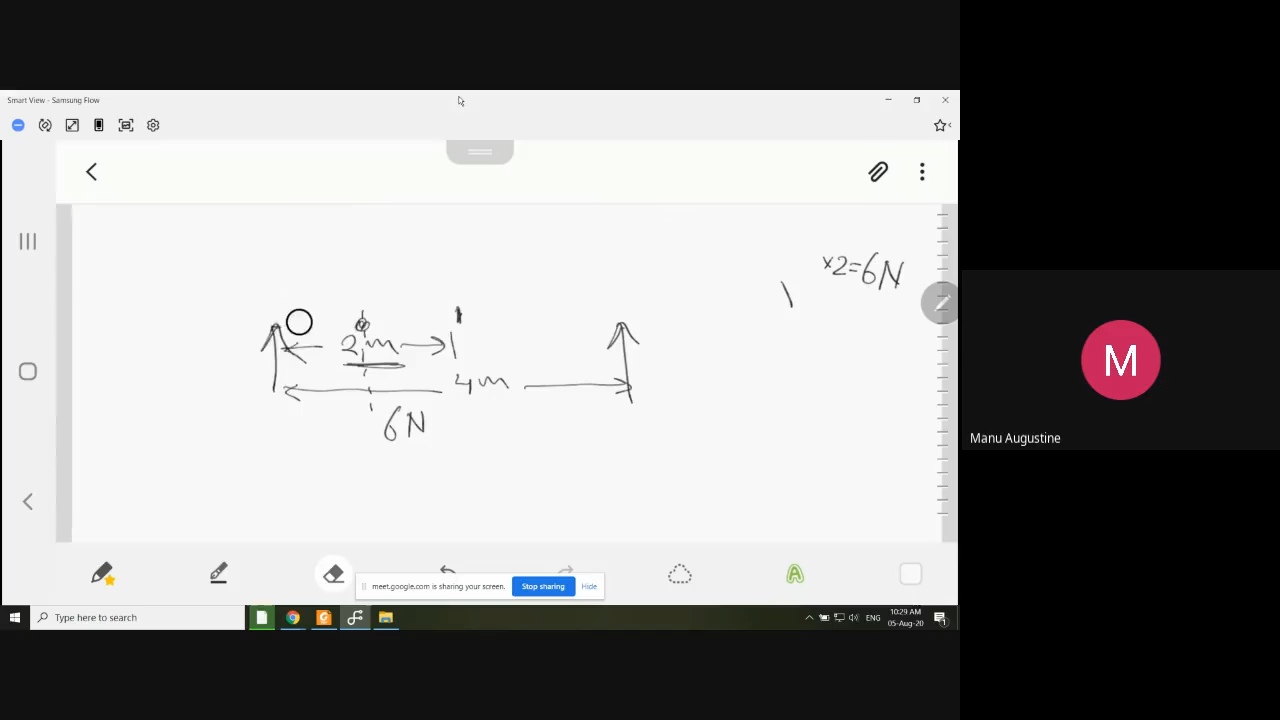 Smart View - Samsung Flow
×2=6N
2m
4m
6N
M
Manu Augustine
A
meet.google.com is sharing your screen.
Stop sharing
Hide
Type here to search
ENG
10:29 AM
05-Aug-20
1